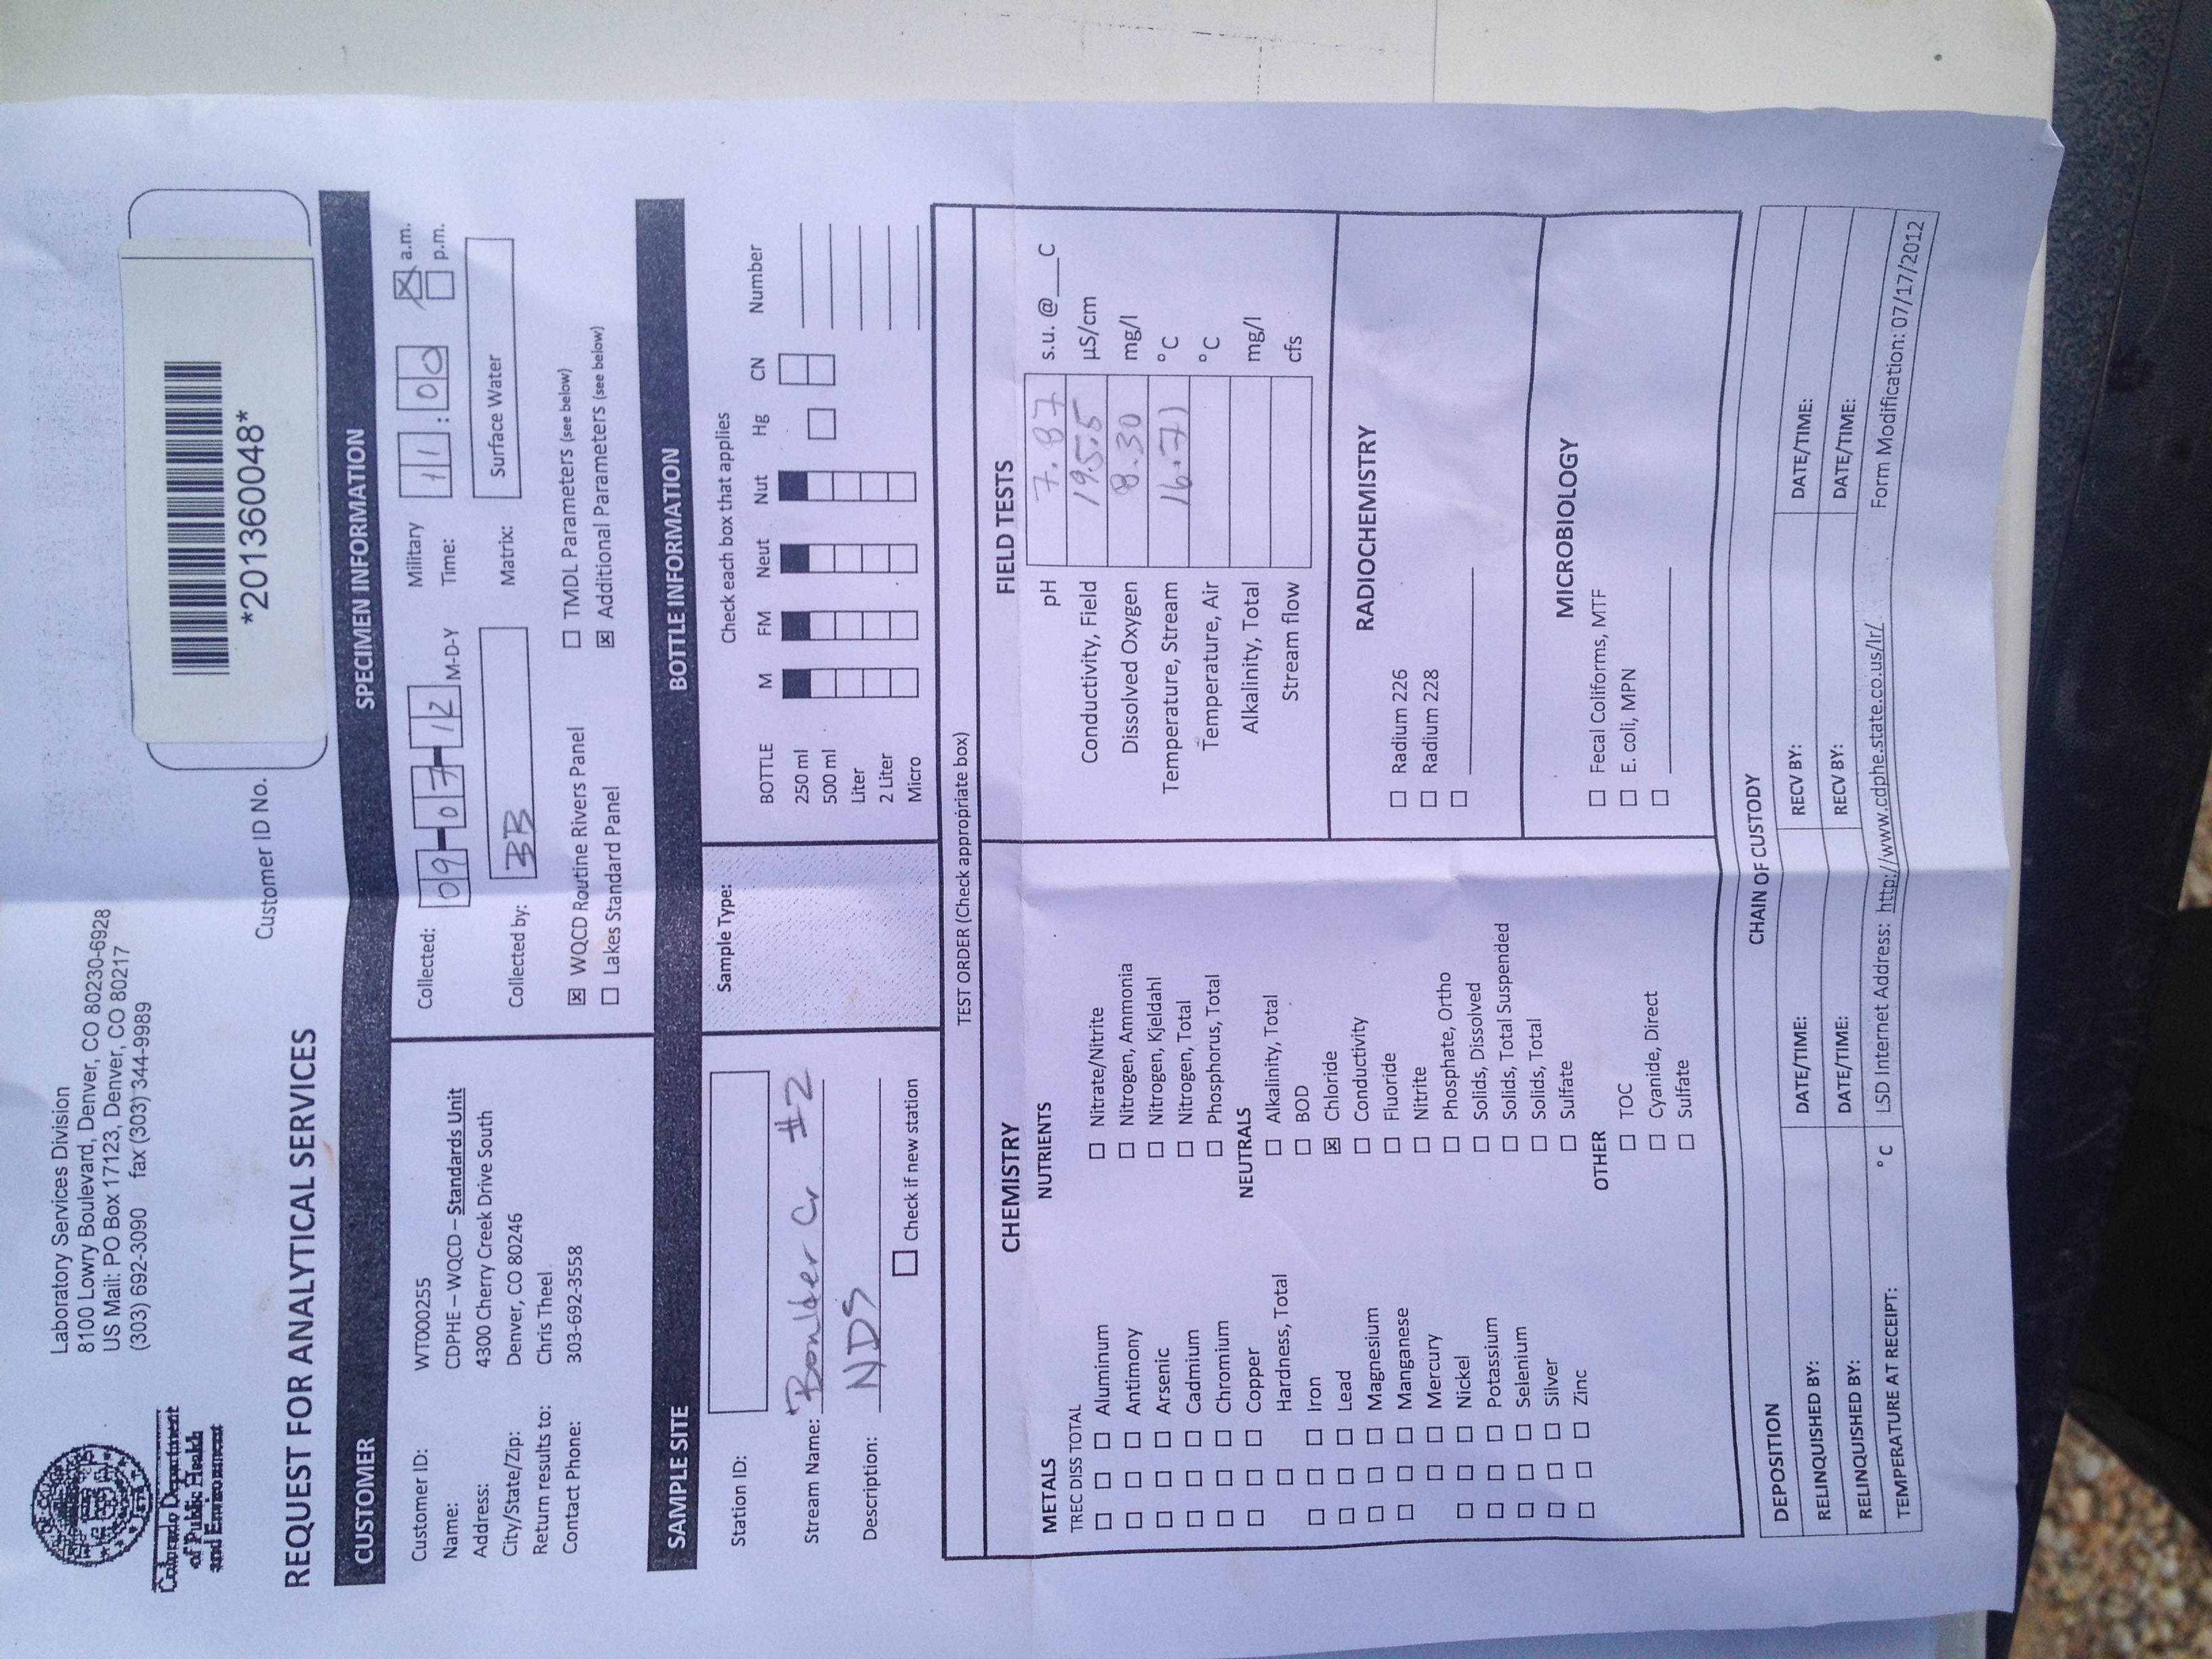 Colorado Department
of Public Health
and Environment
Laboratory Services Division
8100 Lowry Boulevard, Denver, CO 80230-6928
US Mail: PO Box 17123, Denver, CO 80217
(303) 692-3090 fax (303) 344-9989
Customer ID No.
*201360048*
REQUEST FOR ANALYTICAL SERVICES
CUSTOMER
SPECIMEN INFORMATION
Customer ID: WT000255
Name: CDPHE – WQCD – Standards Unit
Address: 4300 Cherry Creek Drive South
City/State/Zip: Denver, CO 80246
Return results to: Chris Theel
Contact Phone: 303-692-3558
Collected: 09-07-12 M-D-Y
Military
Time: 11:00 ☒ a.m.
☐ p.m.
Collected by: BB
Matrix: Surface Water
☒ WQCD Routine Rivers Panel
☐ TMDL Parameters (see below)
☐ Lakes Standard Panel
☒ Additional Parameters (see below)
SAMPLE SITE
BOTTLE INFORMATION
Station ID:
Stream Name: Boulder Cr #2
Description: NDS
☐ Check if new station
Sample Type:
Check each box that applies
BOTTLE M FM Neut Nut Hg CN Number
250 ml
500 ml
Liter
2 Liter
Micro
TEST ORDER (Check appropriate box)
CHEMISTRY
METALS
TREC DISS TOTAL
☐ ☐ ☐ Aluminum
☐ ☐ ☐ Antimony
☐ ☐ ☐ Arsenic
☐ ☐ ☐ Cadmium
☐ ☐ ☐ Chromium
☐ ☐ ☐ Copper
☐ Hardness, Total
☐ ☐ ☐ Iron
☐ ☐ ☐ Lead
☐ ☐ ☐ Magnesium
☐ ☐ ☐ Manganese
☐ ☐ Mercury
☐ ☐ ☐ Nickel
☐ ☐ ☐ Potassium
☐ ☐ ☐ Selenium
☐ ☐ ☐ Silver
☐ ☐ ☐ Zinc
NUTRIENTS
☐ Nitrate/Nitrite
☐ Nitrogen, Ammonia
☐ Nitrogen, Kjeldahl
☐ Nitrogen, Total
☐ Phosphorus, Total
NEUTRALS
☐ Alkalinity, Total
☐ BOD
☒ Chloride
☐ Conductivity
☐ Fluoride
☐ Nitrite
☐ Phosphate, Ortho
☐ Solids, Dissolved
☐ Solids, Total Suspended
☐ Solids, Total
☐ Sulfate
OTHER
☐ TOC
☐ Cyanide, Direct
☐ Sulfate
FIELD TESTS
pH 7.87 s.u. @___C
Conductivity, Field 195.5 µS/cm
Dissolved Oxygen 8.30 mg/l
Temperature, Stream 16.71 °C
Temperature, Air °C
Alkalinity, Total mg/l
Stream flow cfs
RADIOCHEMISTRY
☐ Radium 226
☐ Radium 228
☐
MICROBIOLOGY
☐ Fecal Coliforms, MTF
☐ E. coli, MPN
☐
DEPOSITION
CHAIN OF CUSTODY
RELINQUISHED BY: DATE/TIME: RECV BY: DATE/TIME:
RELINQUISHED BY: DATE/TIME: RECV BY: DATE/TIME:
TEMPERATURE AT RECEIPT: °C LSD Internet Address: http://www.cdphe.state.co.us/lr/ Form Modification: 07/17/2012